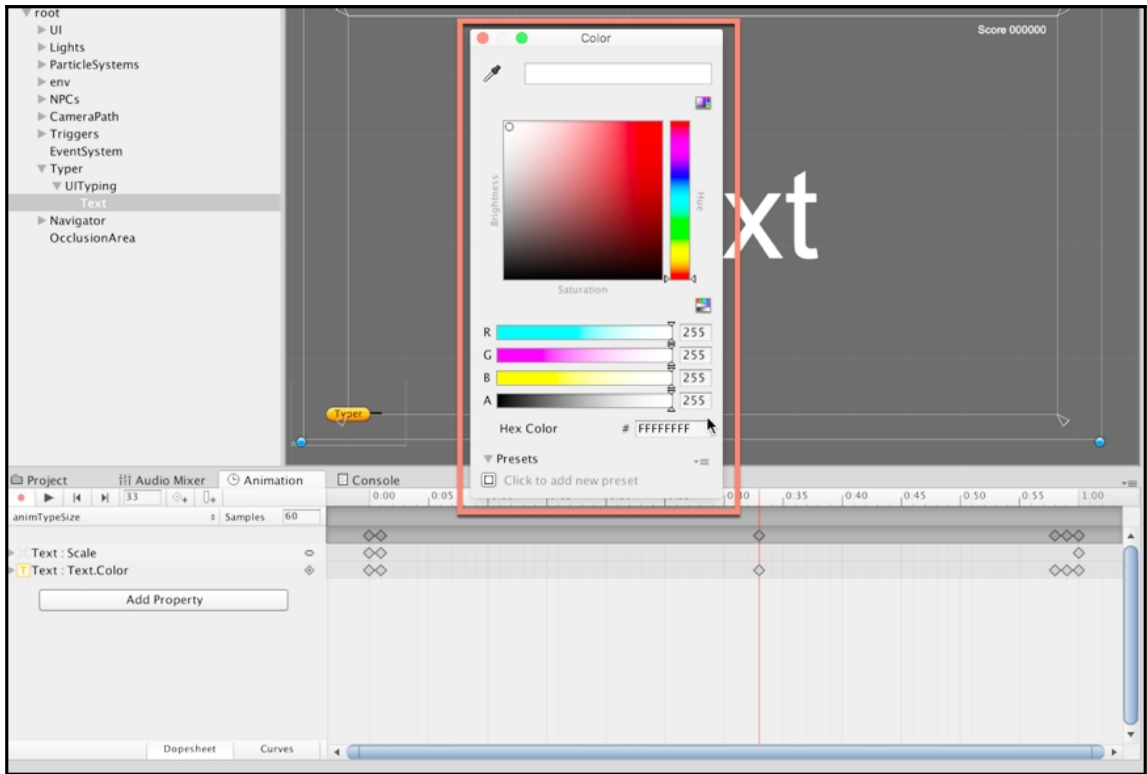 root
UI
Lights
ParticleSystems
env
NPCs
CameraPath
Triggers
EventSystem
Typer
UITyping
Text
Navigator
OcclusionArea
Score 000000
xt
Typer
Color
Brightness
Hue
Saturation
R 255
G 255
B 255
A 255
Hex Color # FFFFFFFF
Presets
Click to add new preset
Project Audio Mixer Animation Console
33 0:00 0:05 0:30 0:35 0:40 0:45 0:50 0:55 1:00
animTypeSize Samples 60
Text : Scale
Text : Text.Color
Add Property
Dopesheet Curves